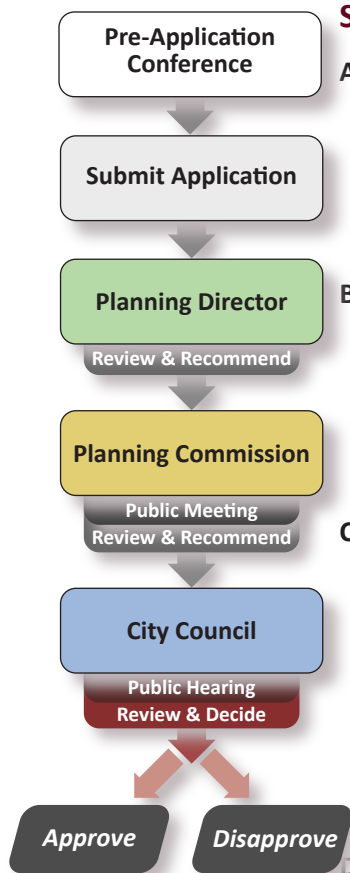 Pre-Application
Conference
S
A
Submit Application
Planning Director
B
Review & Recommend
Planning Commission
Public Meeting
Review & Recommend
C
City Council
Public Hearing
Review & Decide
Approve
Disapprove